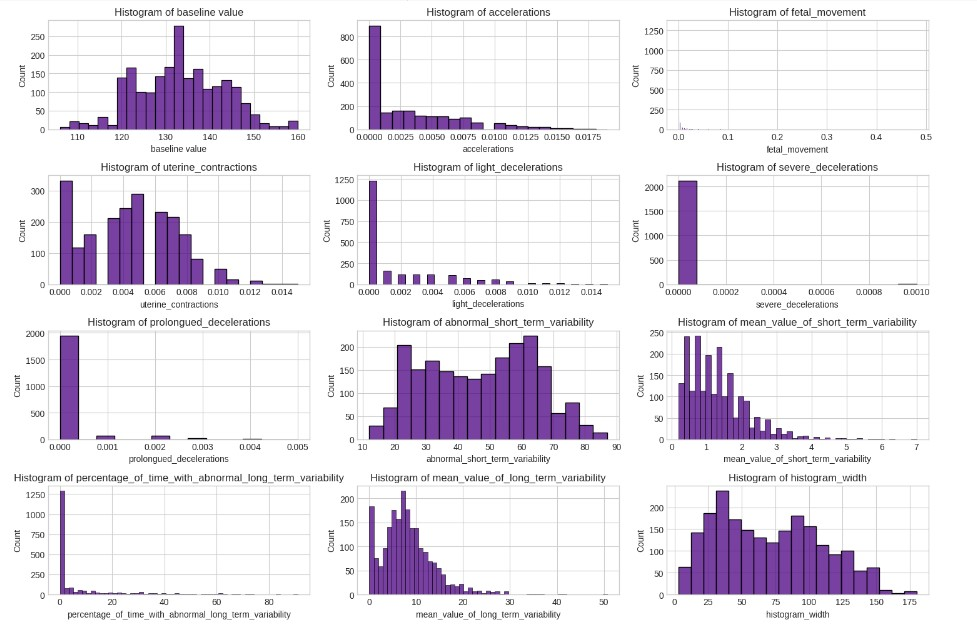 Histogram of baseline value
Count
250
200
150
100
50
0
110 120 130 140 150 160
baseline value
Histogram of accelerations
Count
800
600
400
200
0
0.0000 0.0025 0.0050 0.0075 0.0100 0.0125 0.0150 0.0175
accelerations
Histogram of fetal_movement
Count
1250
1000
750
500
250
0
0.0 0.1 0.2 0.3 0.4 0.5
fetal_movement
Histogram of uterine_contractions
Count
300
200
100
0
0.000 0.002 0.004 0.006 0.008 0.010 0.012 0.014
uterine_contractions
Histogram of light_decelerations
Count
1250
1000
750
500
250
0
0.000 0.002 0.004 0.006 0.008 0.010 0.012 0.014
light_decelerations
Histogram of severe_decelerations
Count
2000
1500
1000
500
0
0.0000 0.0002 0.0004 0.0006 0.0008 0.0010
severe_decelerations
Histogram of prolongued_decelerations
Count
2000
1500
1000
500
0
0.000 0.001 0.002 0.003 0.004 0.005
prolongued_decelerations
Histogram of abnormal_short_term_variability
Count
200
150
100
50
0
10 20 30 40 50 60 70 80 90
abnormal_short_term_variability
Histogram of mean_value_of_short_term_variability
Count
250
200
150
100
50
0
0 1 2 3 4 5 6 7
mean_value_of_short_term_variability
Histogram of percentage_of_time_with_abnormal_long_term_variability
Count
1250
1000
750
500
250
0
0 20 40 60 80
percentage_of_time_with_abnormal_long_term_variability
Histogram of mean_value_of_long_term_variability
Count
200
150
100
50
0
0 10 20 30 40 50
mean_value_of_long_term_variability
Histogram of histogram_width
Count
200
150
100
50
0
0 25 50 75 100 125 150 175
histogram_width